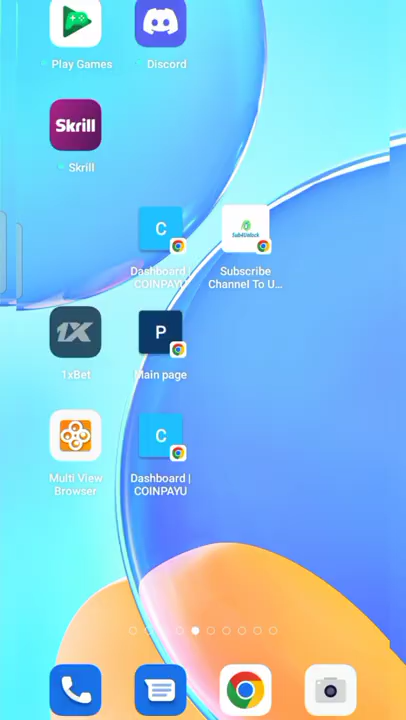 Play Games
Discord
Skrill
Skrill
C
Sub4Unlock
Dashboard |
COINPAYU
Subscribe
Channel To U...
1X
P
1xBet
Main page
C
Multi View
Browser
Dashboard |
COINPAYU